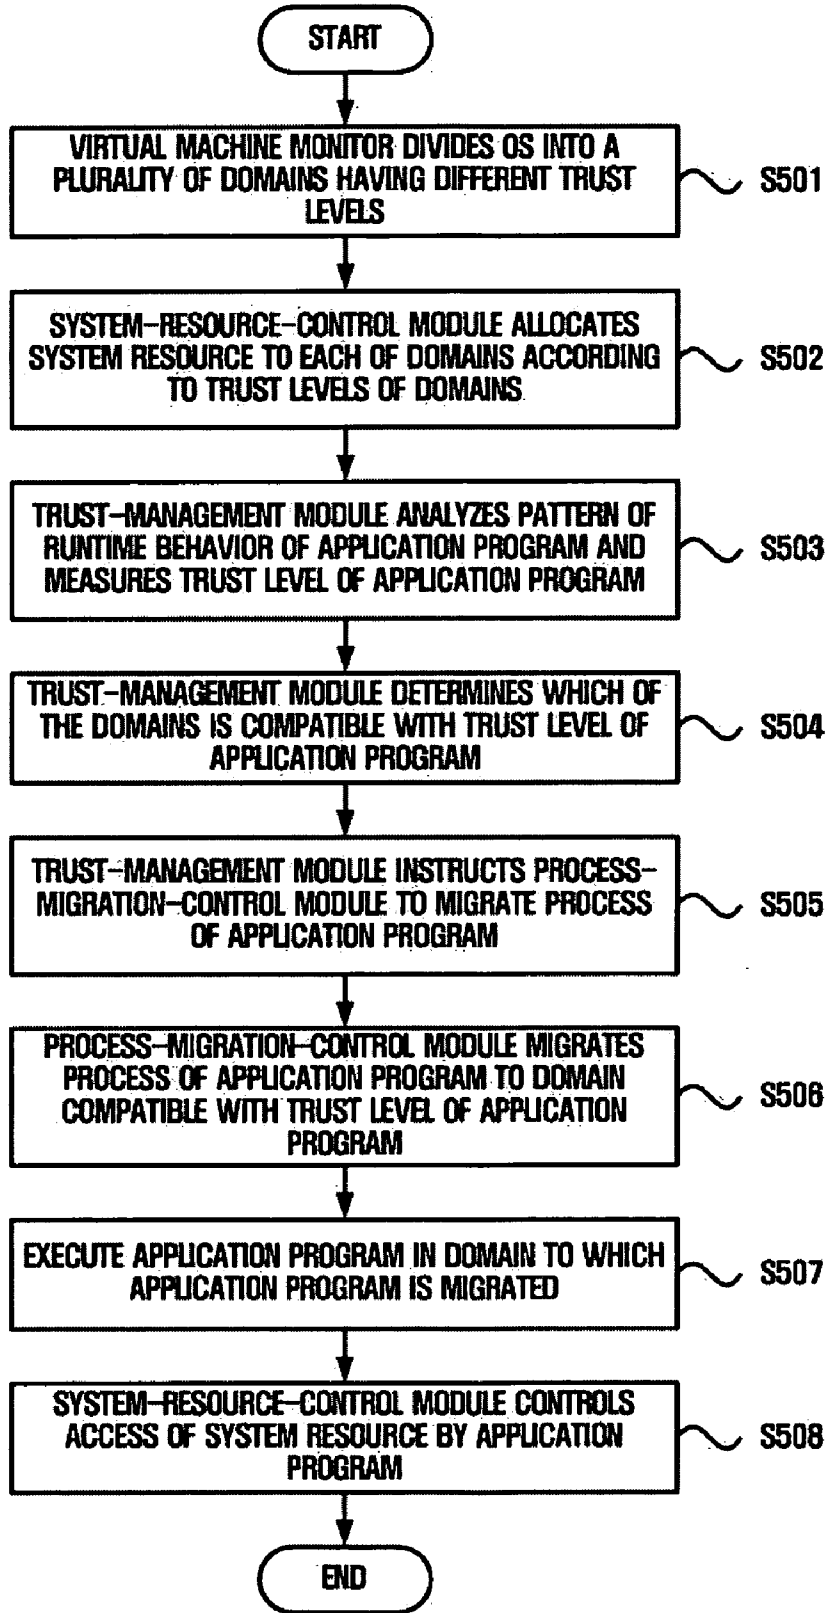 START
VIRTUAL MACHINE MONITOR DIVIDES OS INTO A
PLURALITY OF DOMAINS HAVING DIFFERENT TRUST
LEVELS
S501
SYSTEM-RESOURCE-CONTROL MODULE ALLOCATES
SYSTEM RESOURCE TO EACH OF DOMAINS ACCORDING
TO TRUST LEVELS OF DOMAINS
S502
TRUST-MANAGEMENT MODULE ANALYZES PATTERN OF
RUNTIME BEHAVIOR OF APPLICATION PROGRAM AND
MEASURES TRUST LEVEL OF APPLICATION PROGRAM
S503
TRUST-MANAGEMENT MODULE DETERMINES WHICH OF
THE DOMAINS IS COMPATIBLE WITH TRUST LEVEL OF
APPLICATION PROGRAM
S504
TRUST-MANAGEMENT MODULE INSTRUCTS PROCESS-
MIGRATION-CONTROL MODULE TO MIGRATE PROCESS
OF APPLICATION PROGRAM
S505
PROCESS-MIGRATION-CONTROL MODULE MIGRATES
PROCESS OF APPLICATION PROGRAM TO DOMAIN
COMPATIBLE WITH TRUST LEVEL OF APPLICATION
PROGRAM
S506
EXECUTE APPLICATION PROGRAM IN DOMAIN TO WHICH
APPLICATION PROGRAM IS MIGRATED
S507
SYSTEM-RESOURCE-CONTROL MODULE CONTROLS
ACCESS OF SYSTEM RESOURCE BY APPLICATION
PROGRAM
S508
END